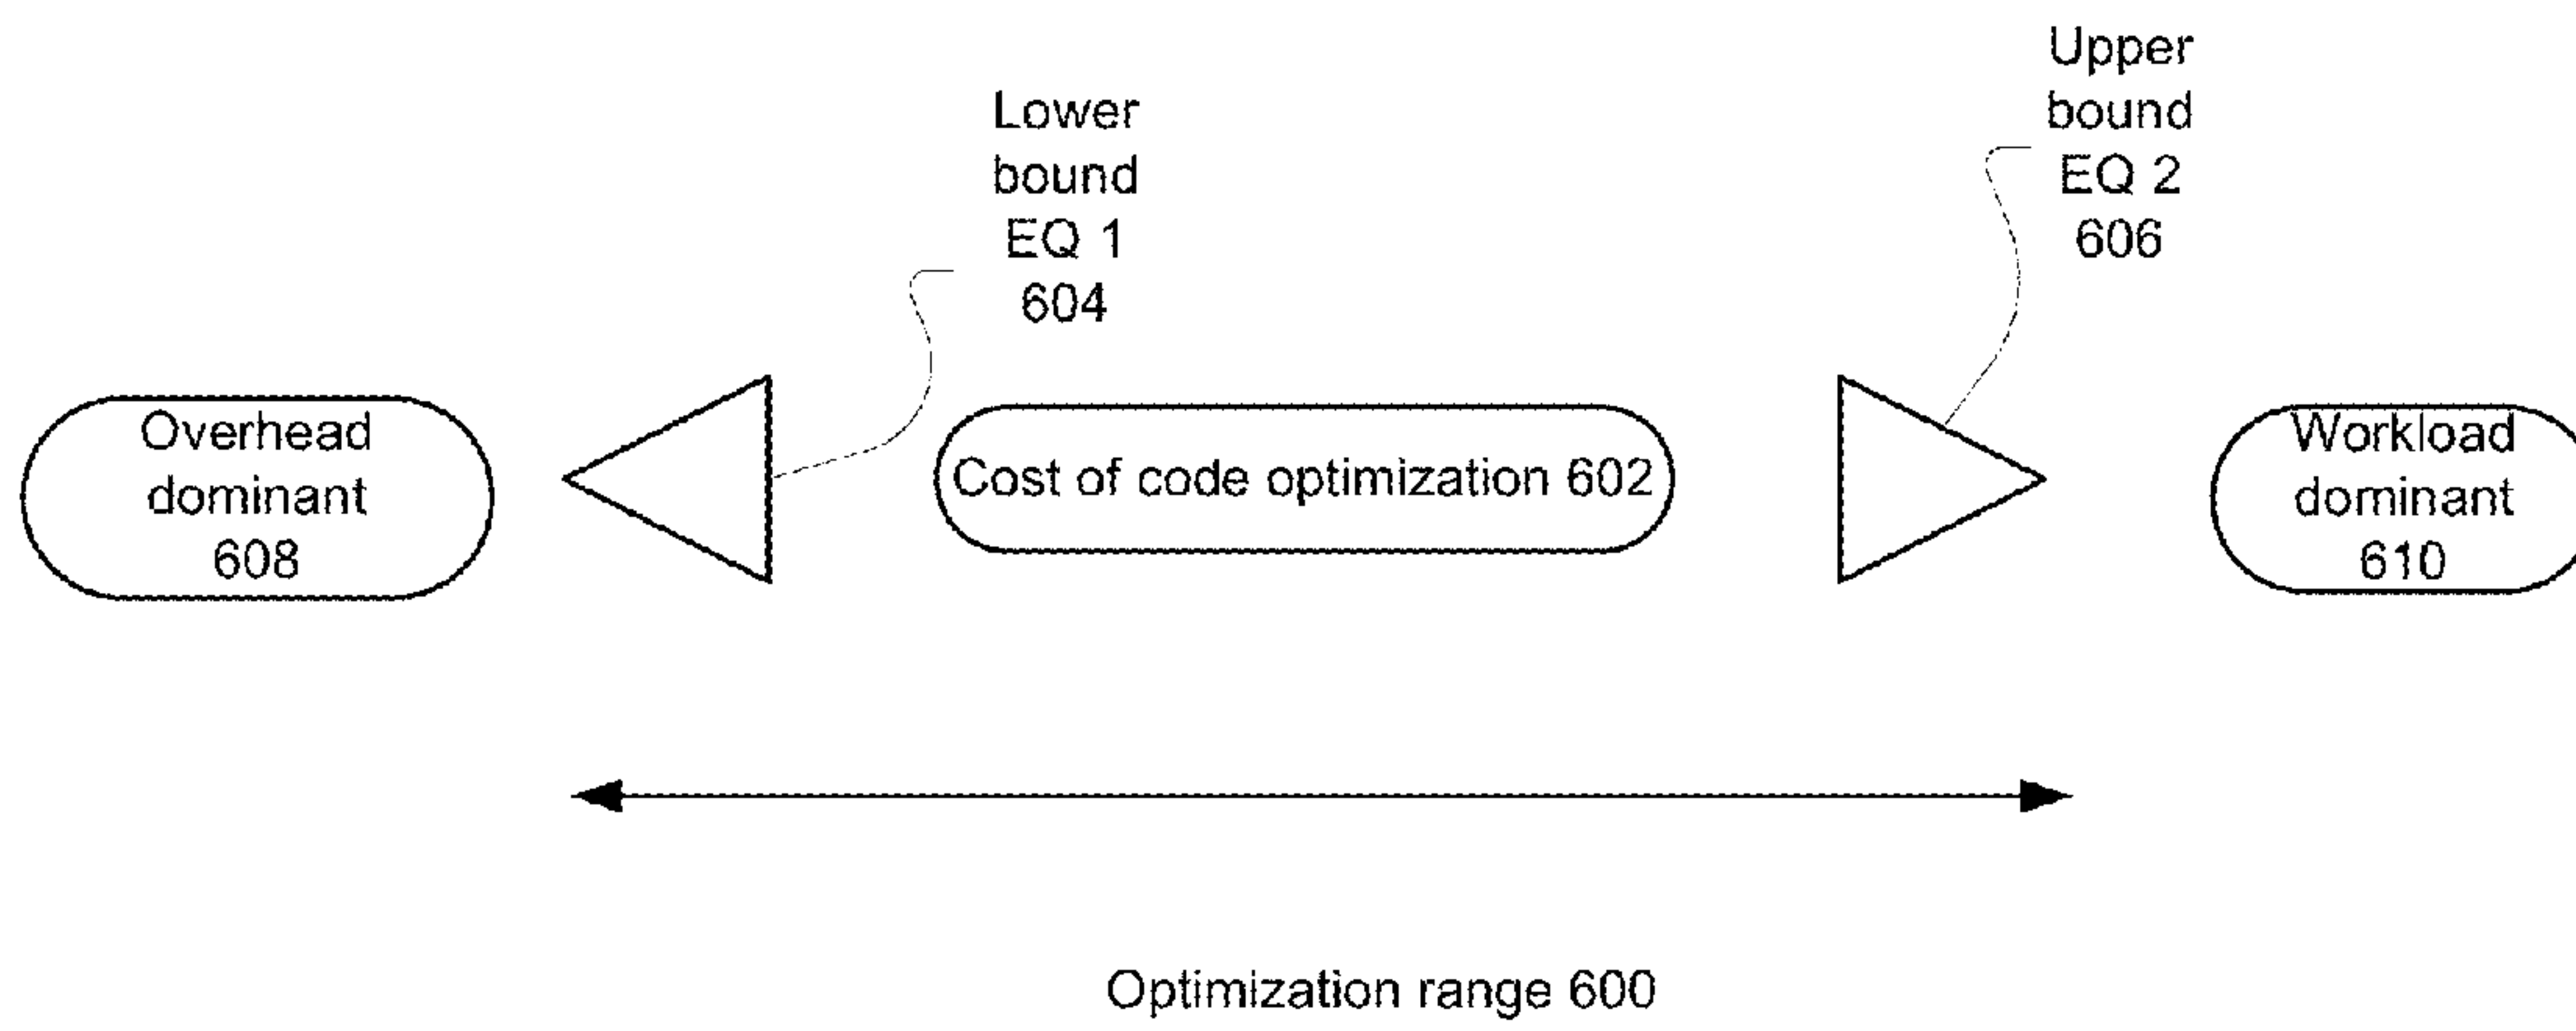 Upper
bound
EQ 2
606
Lower
bound
EQ 1
604
Overhead
dominant
608
Cost of code optimization 602
Workload
dominant
610
Optimization range 600